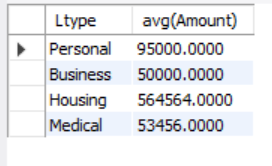 Ltype avg(Amount)
Personal 95000.0000
Business 50000.0000
Housing 564564.0000
Medical 53456.0000